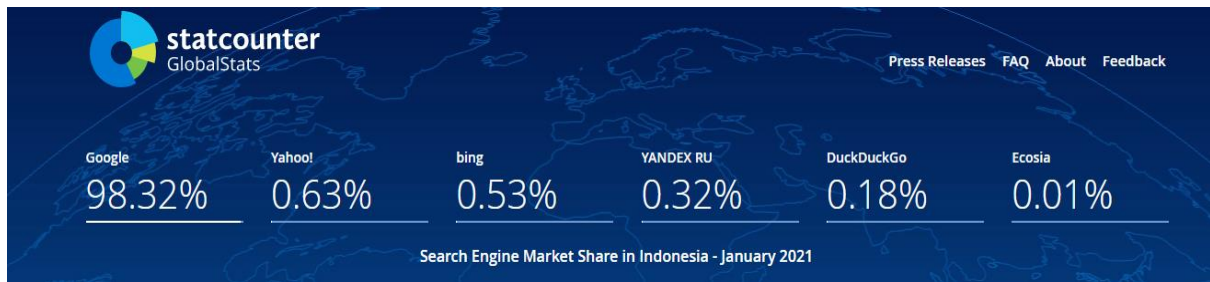 statcounter
GlobalStats
Press Releases FAQ About Feedback
Google Yahoo! bing YANDEX RU DuckDuckGo Ecosia
98.32% 0.63% 0.53% 0.32% 0.18% 0.01%
Search Engine Market Share in Indonesia - January 2021